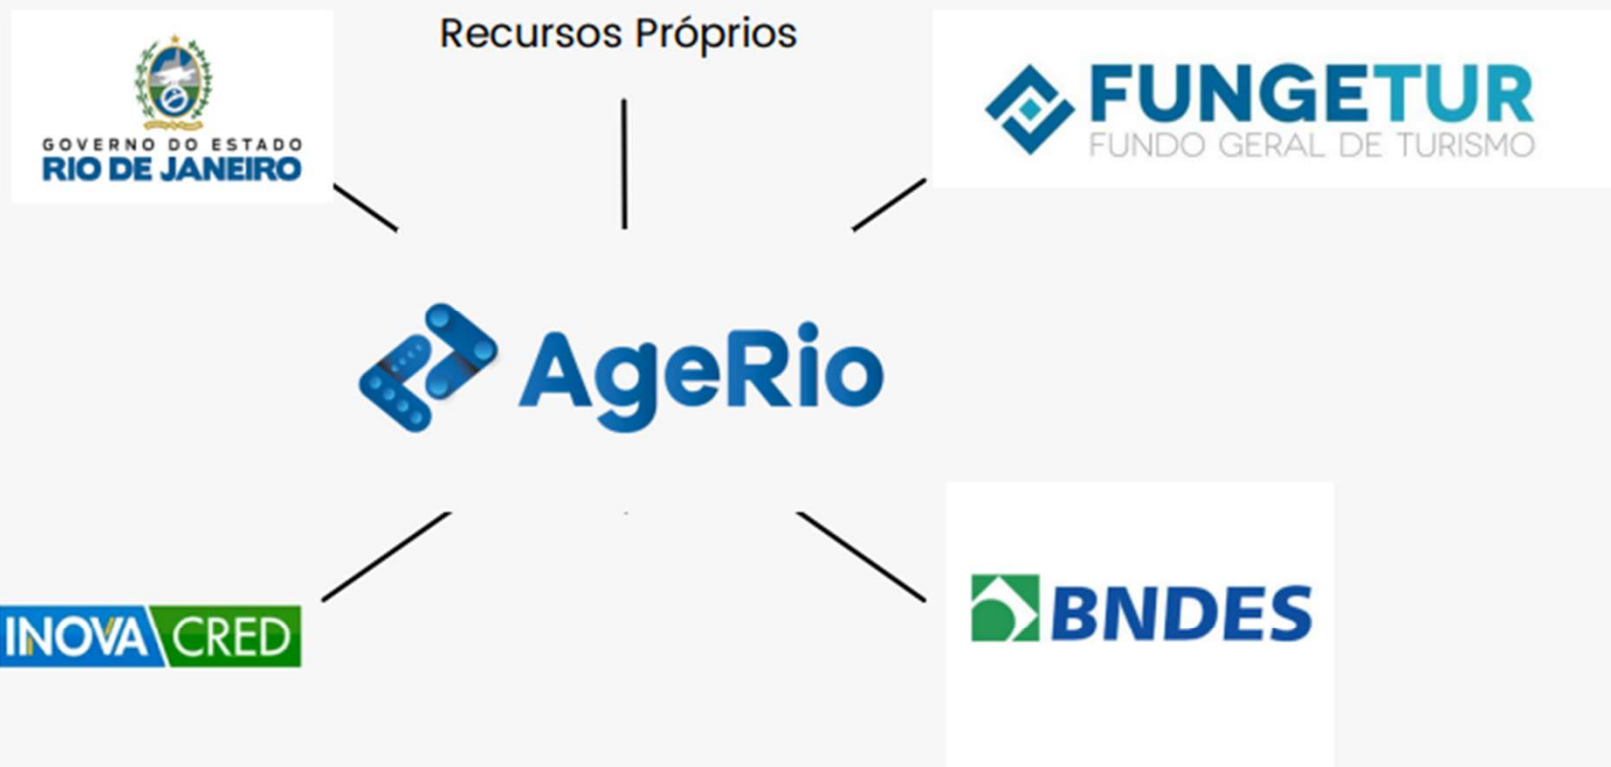 Recursos Próprios
GOVERNO DO ESTADO
RIO DE JANEIRO
FUNGETUR
FUNDO GERAL DE TURISMO
AgeRio
INOVACRED
BNDES